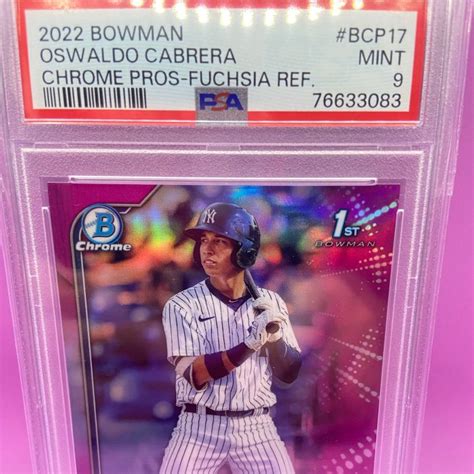 2022 BOWMAN #BCP17
OSWALDO CABRERA MINT
CHROME PROS-FUCHSIA REF. 9
PSA 76633083
B 1ST
Chrome BOWMAN
NY